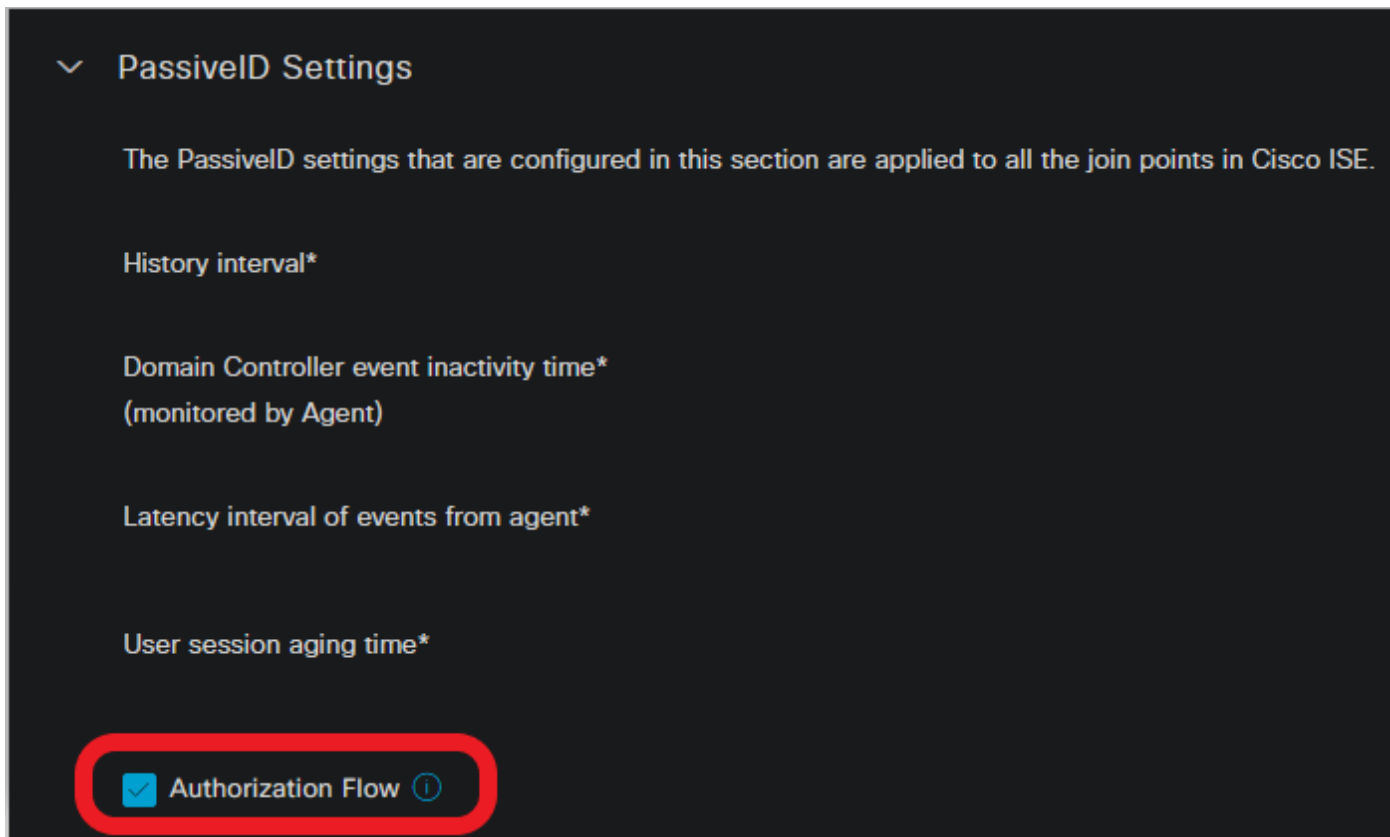 PassiveID Settings
The PassiveID settings that are configured in this section are applied to all the join points in Cisco ISE.
History interval*
Domain Controller event inactivity time*
(monitored by Agent)
Latency interval of events from agent*
User session aging time*
Authorization Flow